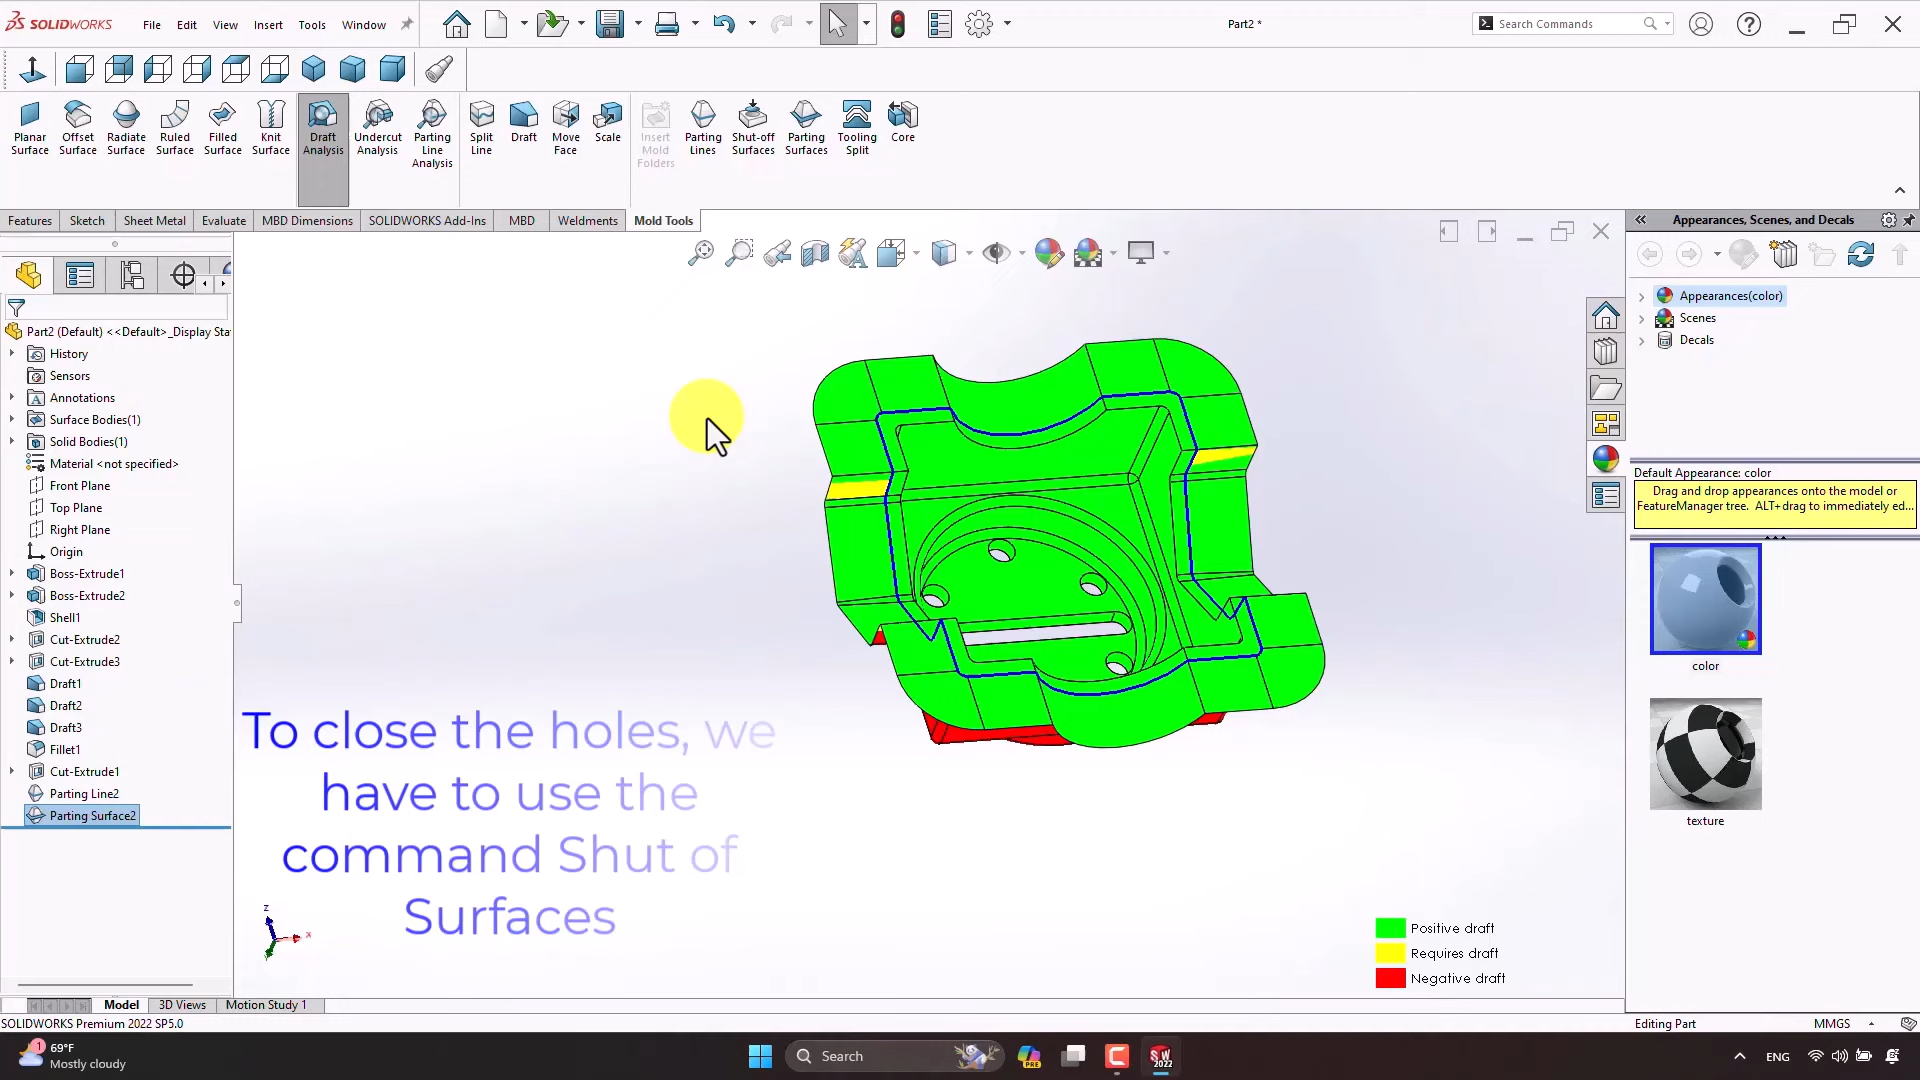 SOLIDWORKS
File Edit View Insert Tools Window
Part2 *
Search Commands
Planar Surface
Offset Surface
Radiate Surface
Ruled Surface
Filled Surface
Knit Surface
Draft Analysis
Undercut Analysis
Parting Line Analysis
Split Line
Draft
Move Face
Scale
Insert Mold Folders
Parting Lines
Shut-off Surfaces
Parting Surfaces
Tooling Split
Core
Features Sketch Sheet Metal Evaluate MBD Dimensions SOLIDWORKS Add-Ins MBD Weldments Mold Tools
Part2 (Default) <<Default>_Display Sta
History
Sensors
Annotations
Surface Bodies(1)
Solid Bodies(1)
Material <not specified>
Front Plane
Top Plane
Right Plane
Origin
Boss-Extrude1
Boss-Extrude2
Shell1
Cut-Extrude2
Cut-Extrude3
Draft1
Draft2
Draft3
Fillet1
Cut-Extrude1
Parting Line2
Parting Surface2
To close the holes, we
have to use the
command Shut of
Surfaces
z
x
Positive draft
Requires draft
Negative draft
Appearances, Scenes, and Decals
Appearances(color)
Scenes
Decals
Default Appearance: color
Drag and drop appearances onto the model or
FeatureManager tree. ALT+drag to immediately ed...
color
texture
Model 3D Views Motion Study 1
SOLIDWORKS Premium 2022 SP5.0
Editing Part MMGS
1
69°F
Mostly cloudy
Search
PRE
SW
2022
ENG